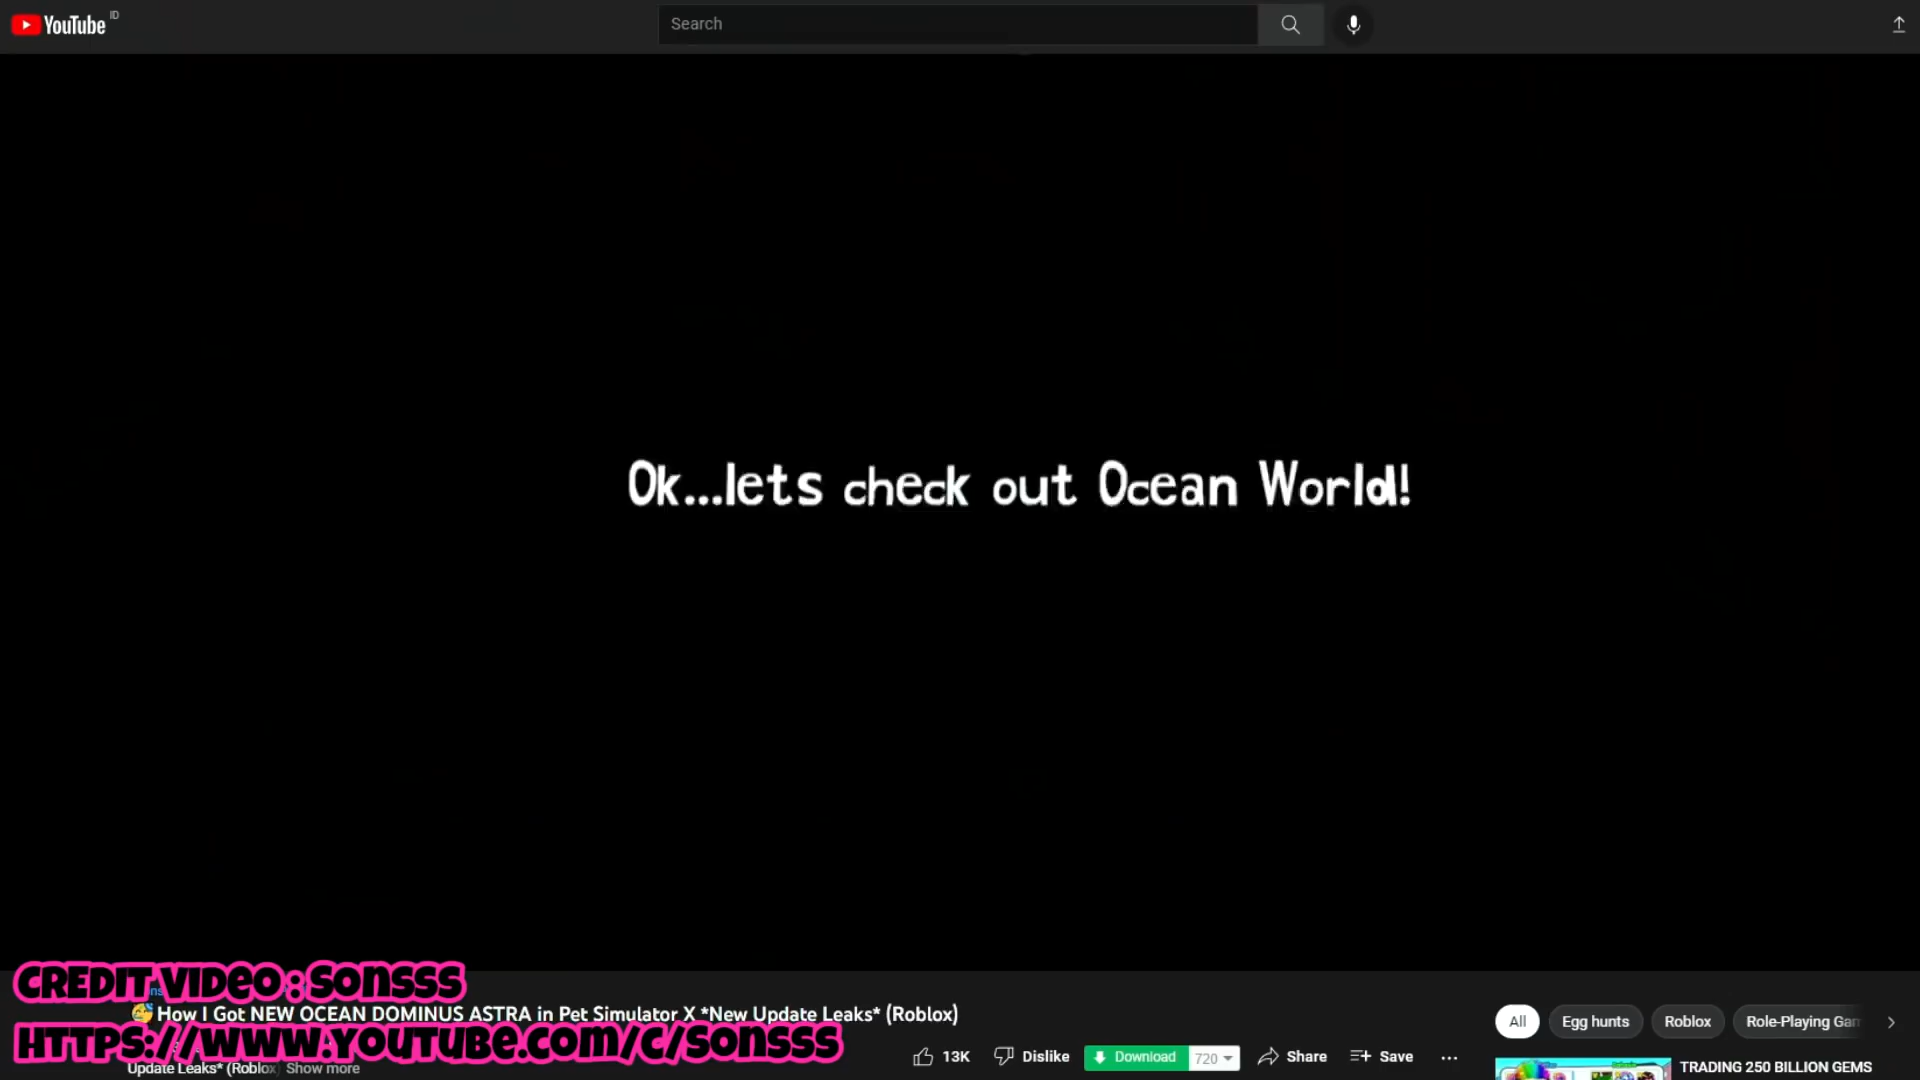 YouTube ID
Search
Ok...lets check out Ocean World!
CREDIT VIDEO : SONSSS
How I Got NEW OCEAN DOMINUS ASTRA in Pet Simulator X *New Update Leaks* (Roblox)
HTTPS://WWW.YOUTUBE.COM/C/SONSSS
Update Leaks* (Roblox) Show more
13K Dislike Download 720 Share Save
All Egg hunts Roblox Role-Playing Gam
TRADING 250 BILLION GEMS